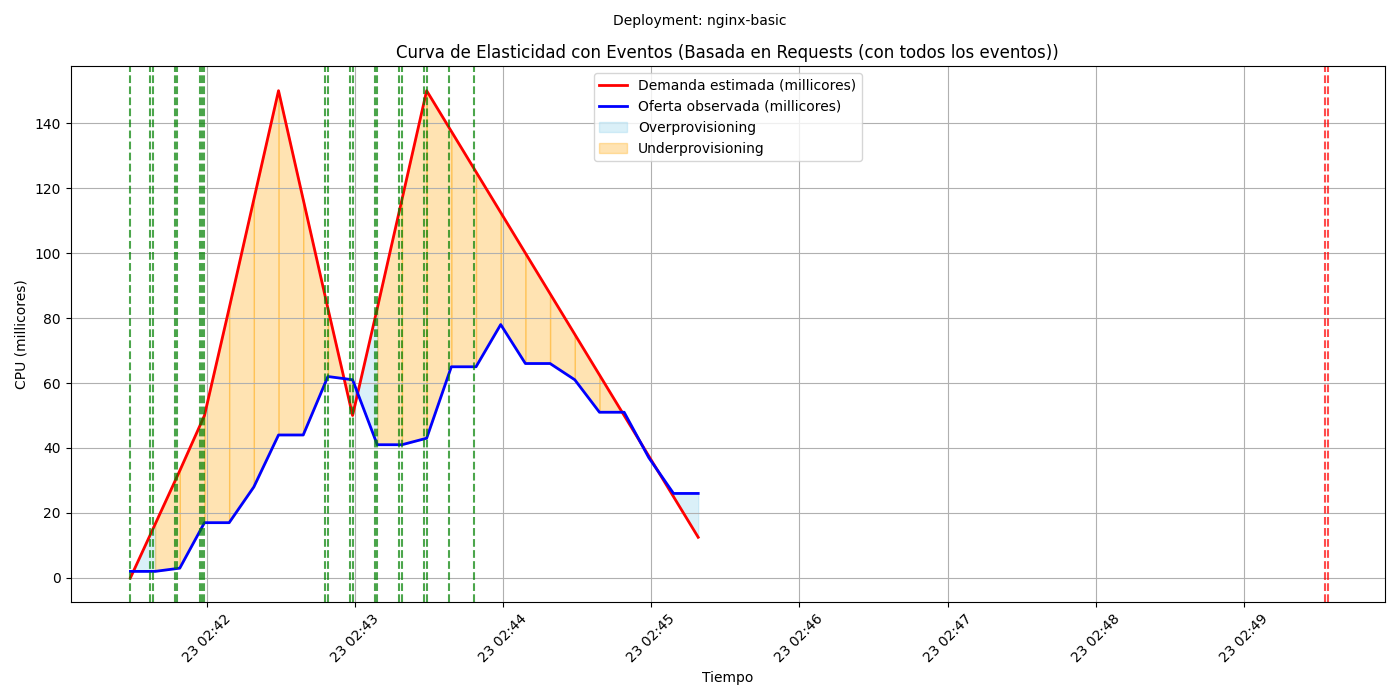 Deployment: nginx-basic
Curva de Elasticidad con Eventos (Basada en Requests (con todos los eventos))
Demanda estimada (millicores)
Oferta observada (millicores)
Overprovisioning
Underprovisioning
CPU (millicores)
140
120
100
80
60
40
20
0
23 02:42
23 02:43
23 02:44
23 02:45
23 02:46
23 02:47
23 02:48
23 02:49
Tiempo